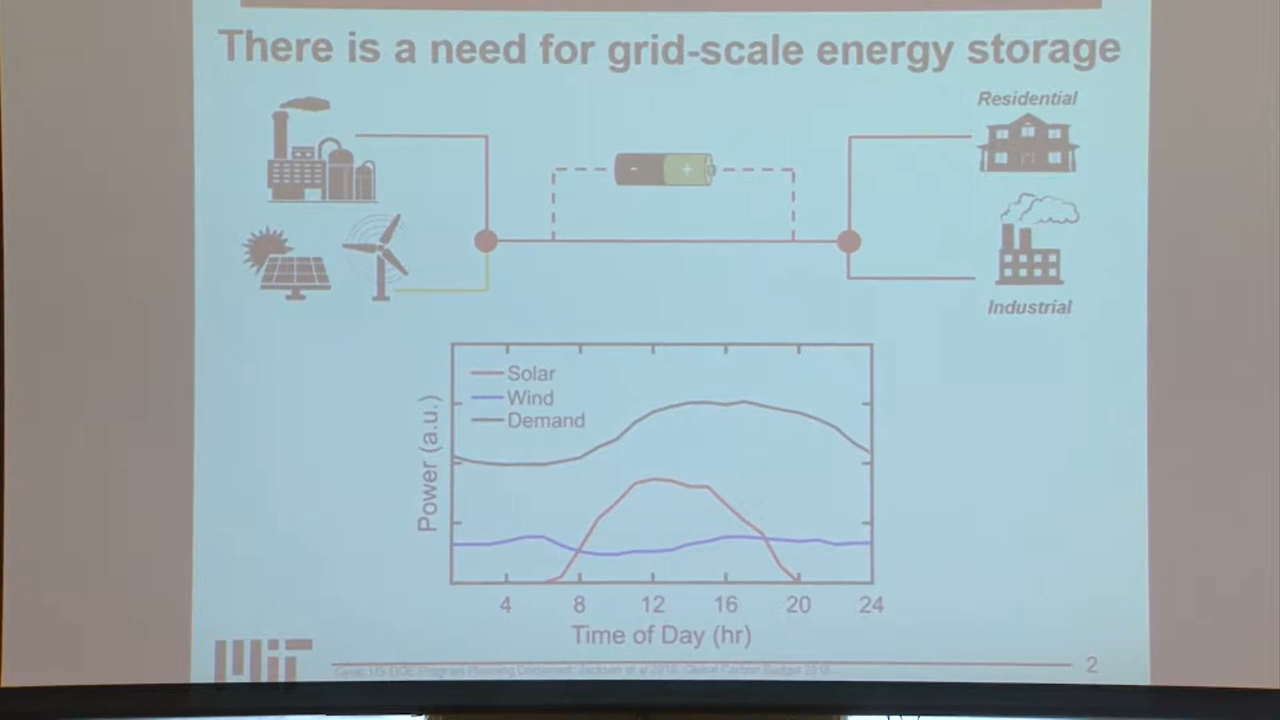 There is a need for grid-scale energy storage
Residential
-
+
Industrial
Solar
Wind
Demand
Power (a.u.)
4 8 12 16 20 24
Time of Day (hr)
MiT
2